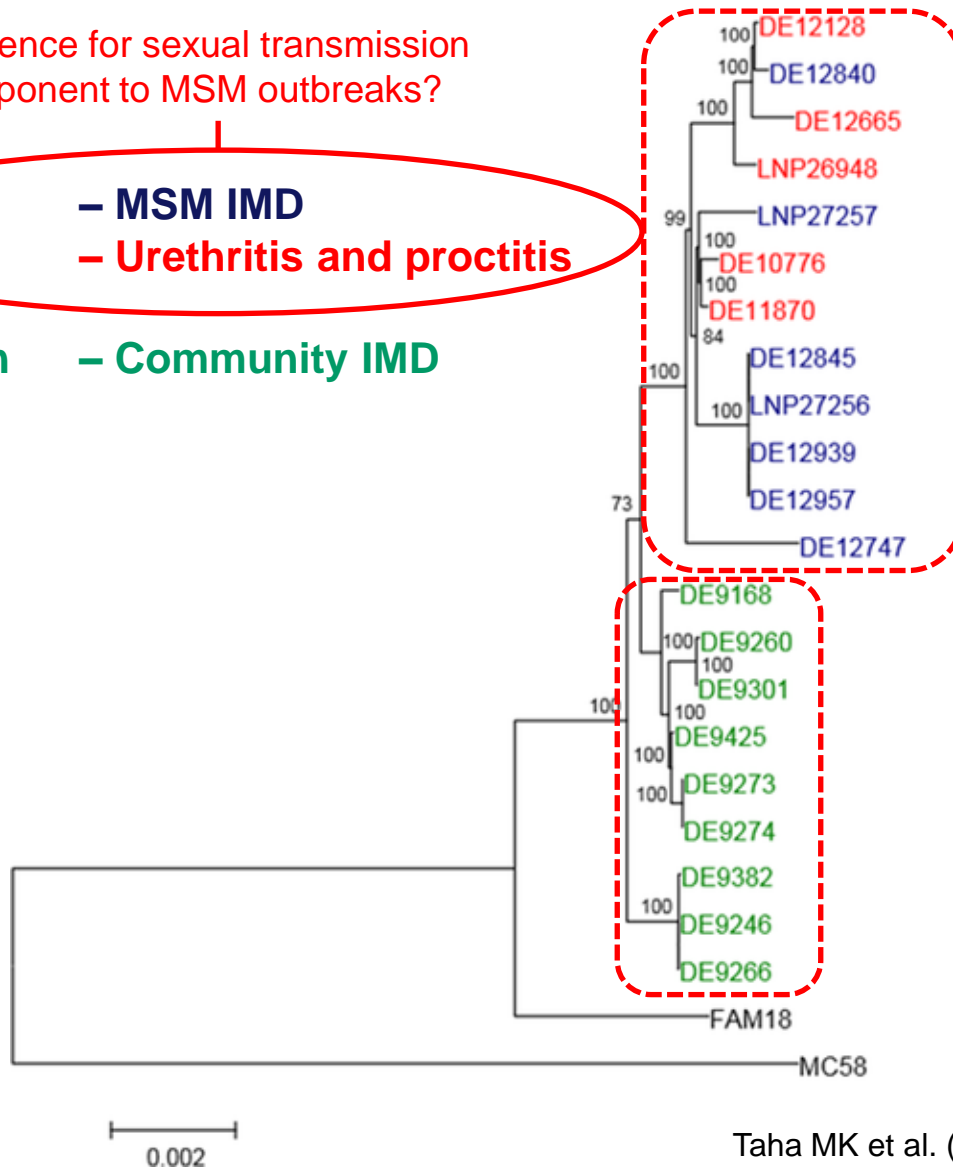 ence for sexual transmission
ponent to MSM outbreaks?
– MSM IMD
– Urethritis and proctitis
– Community IMD
DE12128
100
DE12840
100
DE12665
100
LNP26948
LNP27257
99
100
DE10776
100
DE11870
84
DE12845
100
LNP27256
100
DE12939
DE12957
DE12747
73
DE9168
100
DE9260
100
DE9301
100
100
DE9425
100
DE9273
100
DE9274
DE9382
100
DE9246
DE9266
FAM18
MC58
0.002
Taha MK et al. (